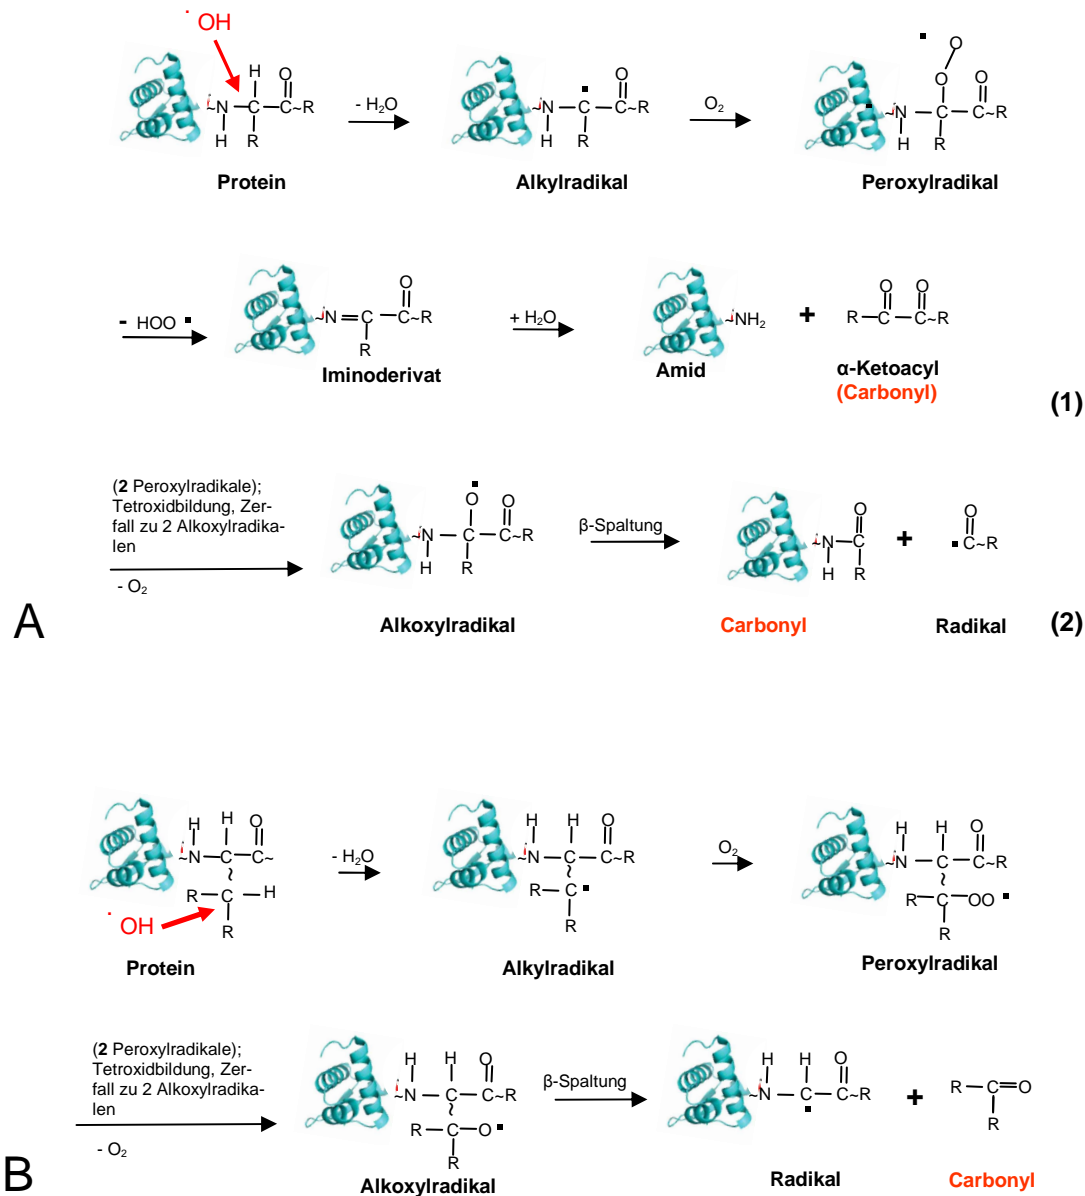 · OH
H O
~N C C~R
H R
- H₂O
H O
~N C C~R
H R
O₂
O
O O
~N C C~R
H R
Protein Alkylradikal Peroxylradikal
- HOO ▪
O
~N=C C~R
R
Iminoderivat
+ H₂O
~NH₂
Amid
+
O O
R C C~R
α-Ketoacyl
(Carbonyl)
(1)
(2 Peroxylradikale);
Tetroxidbildung, Zer-
fall zu 2 Alkoxylradika-
len
- O₂
O O
~N C C~R
H R
Alkoxylradikal
β-Spaltung
O
~N C
H R
Carbonyl
+
O
▪C~R
Radikal
(2)
A
H H O
~N C C~
R C H
R
· OH
Protein
- H₂O
H H O
~N C C~R
R C ▪
R
Alkylradikal
O₂
H H O
~N C C~R
R C OO ▪
R
Peroxylradikal
(2 Peroxylradikale);
Tetroxidbildung, Zer-
fall zu 2 Alkoxylradika-
len
- O₂
H H O
~N C C~R
R C O ▪
R
Alkoxylradikal
β-Spaltung
H H O
~N C C~R
Radikal
+
R C=O
R
Carbonyl
B